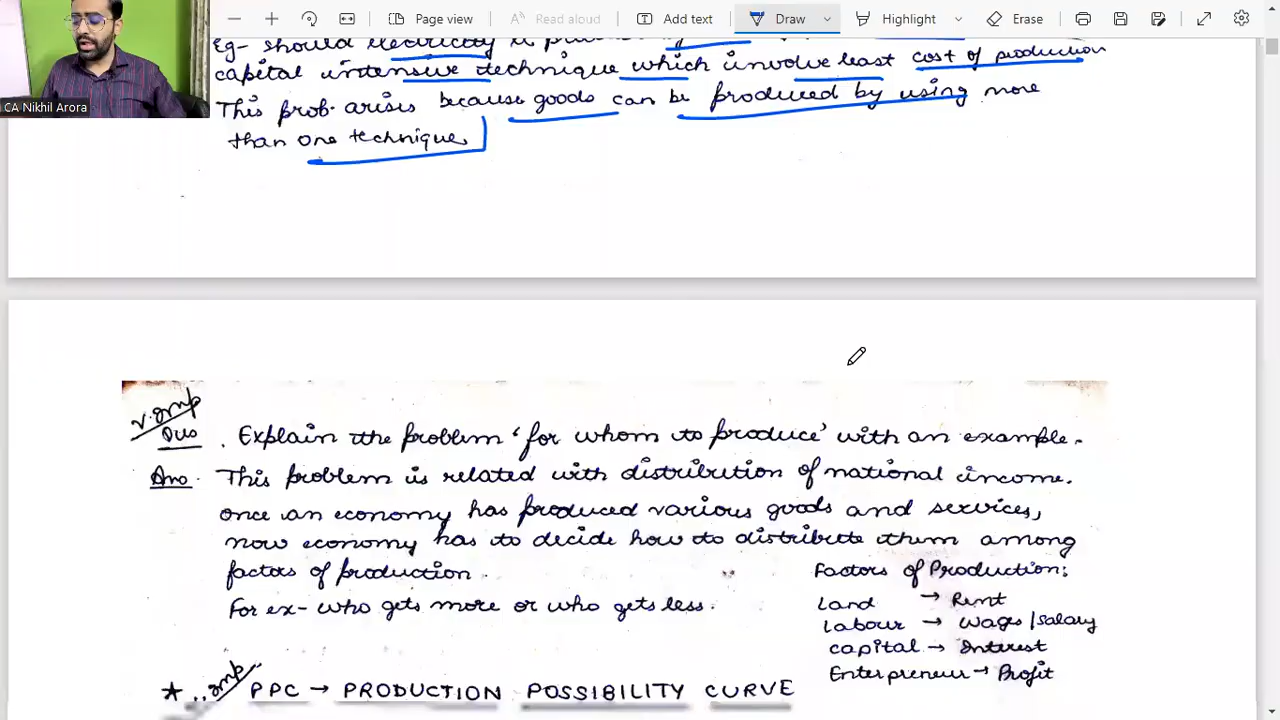 Page view
Read aloud
Add text
Draw
Highlight
Erase
CA Nikhil Arora
Eg- should electricity
capital intensive technique which involve least cost of production
This prob. arises because goods can be produced by using more
than one technique.
V. Imp
Ques. Explain the problem 'for whom to produce' with an example.
Ans. This problem is related with distribution of national income.
once an economy has produced various goods and services,
now economy has to decide how to distribute them among
factors of production.
For ex- who gets more or who gets less.
Factors of Production:
Land → Rent
Labour → Wages/salary
capital → Interest
Enterpreneur → Profit
* ..Imp. PPC → PRODUCTION POSSIBILITY CURVE